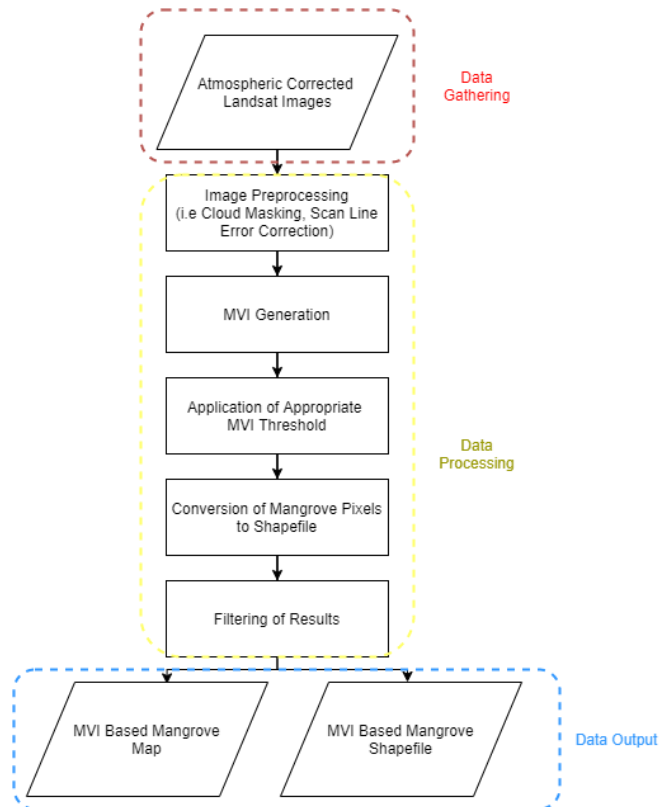 Atmospheric Corrected
Landsat Images
Data
Gathering
Image Preprocessing
(i.e Cloud Masking, Scan Line
Error Correction)
MVI Generation
Application of Appropriate
MVI Threshold
Data
Processing
Conversion of Mangrove Pixels
to Shapefile
Filtering of Results
MVI Based Mangrove
Map
MVI Based Mangrove
Shapefile
Data Output